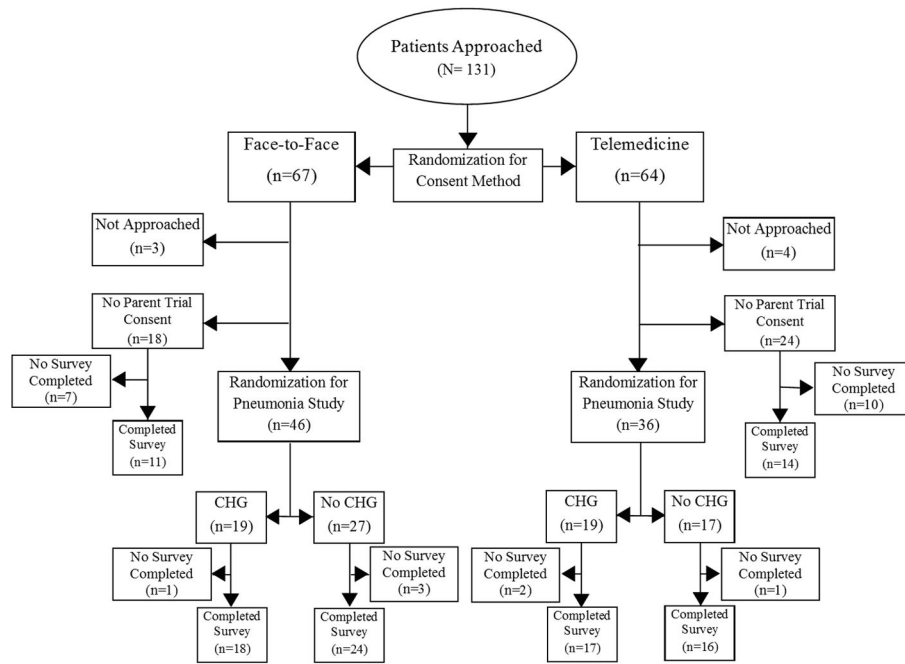 Patients Approached
(N= 131)
Face-to-Face
(n=67)
Randomization for
Consent Method
Telemedicine
(n=64)
Not Approached
(n=3)
Not Approached
(n=4)
No Parent Trial
Consent
(n=18)
No Parent Trial
Consent
(n=24)
No Survey
Completed
(n=7)
Completed
Survey
(n=11)
Randomization for
Pneumonia Study
(n=46)
Randomization for
Pneumonia Study
(n=36)
No Survey
Completed
(n=10)
Completed
Survey
(n=14)
CHG
(n=19)
No CHG
(n=27)
CHG
(n=19)
No CHG
(n=17)
No Survey
Completed
(n=1)
No Survey
Completed
(n=3)
No Survey
Completed
(n=2)
No Survey
Completed
(n=1)
Completed
Survey
(n=18)
Completed
Survey
(n=24)
Completed
Survey
(n=17)
Completed
Survey
(n=16)